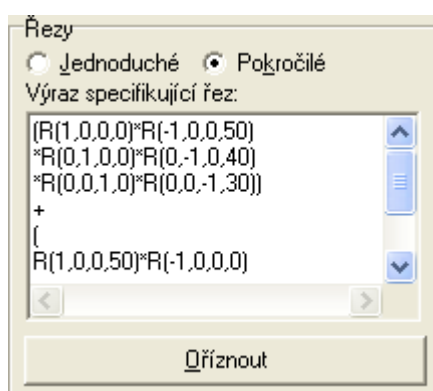 Řezy
Jednoduché Pokročilé
Výraz specifikující řez:
(R(1,0,0,0)*R(-1,0,0,50)
*R(0,1,0,0)*R(0,-1,0,40)
*R(0,0,1,0)*R(0,0,-1,30))
+
(
R(1,0,0,50)*R(-1,0,0,0)
Oříznout